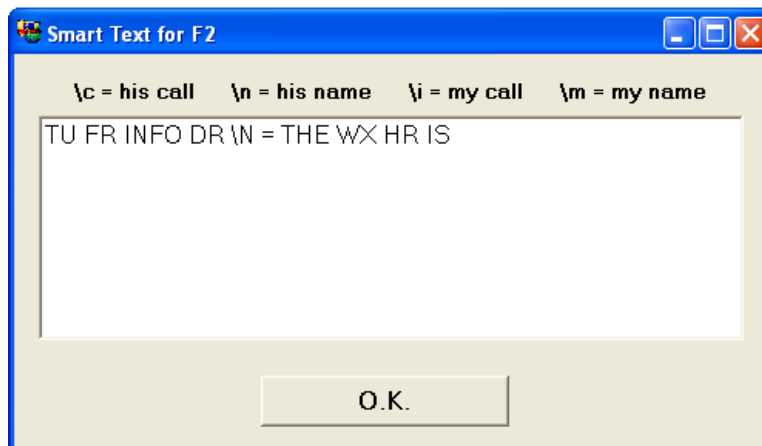 Smart Text for F2
\c = his call \n = his name \i = my call \m = my name
TU FR INFO DR \N = THE WX HR IS
O.K.